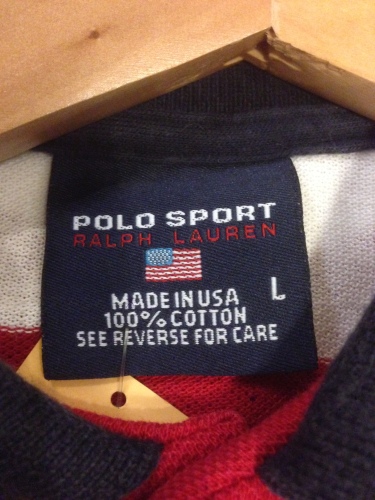 POLO SPORT
RALPH LAUREN
MADE IN USA
L
100% COTTON
SEE REVERSE FOR CARE